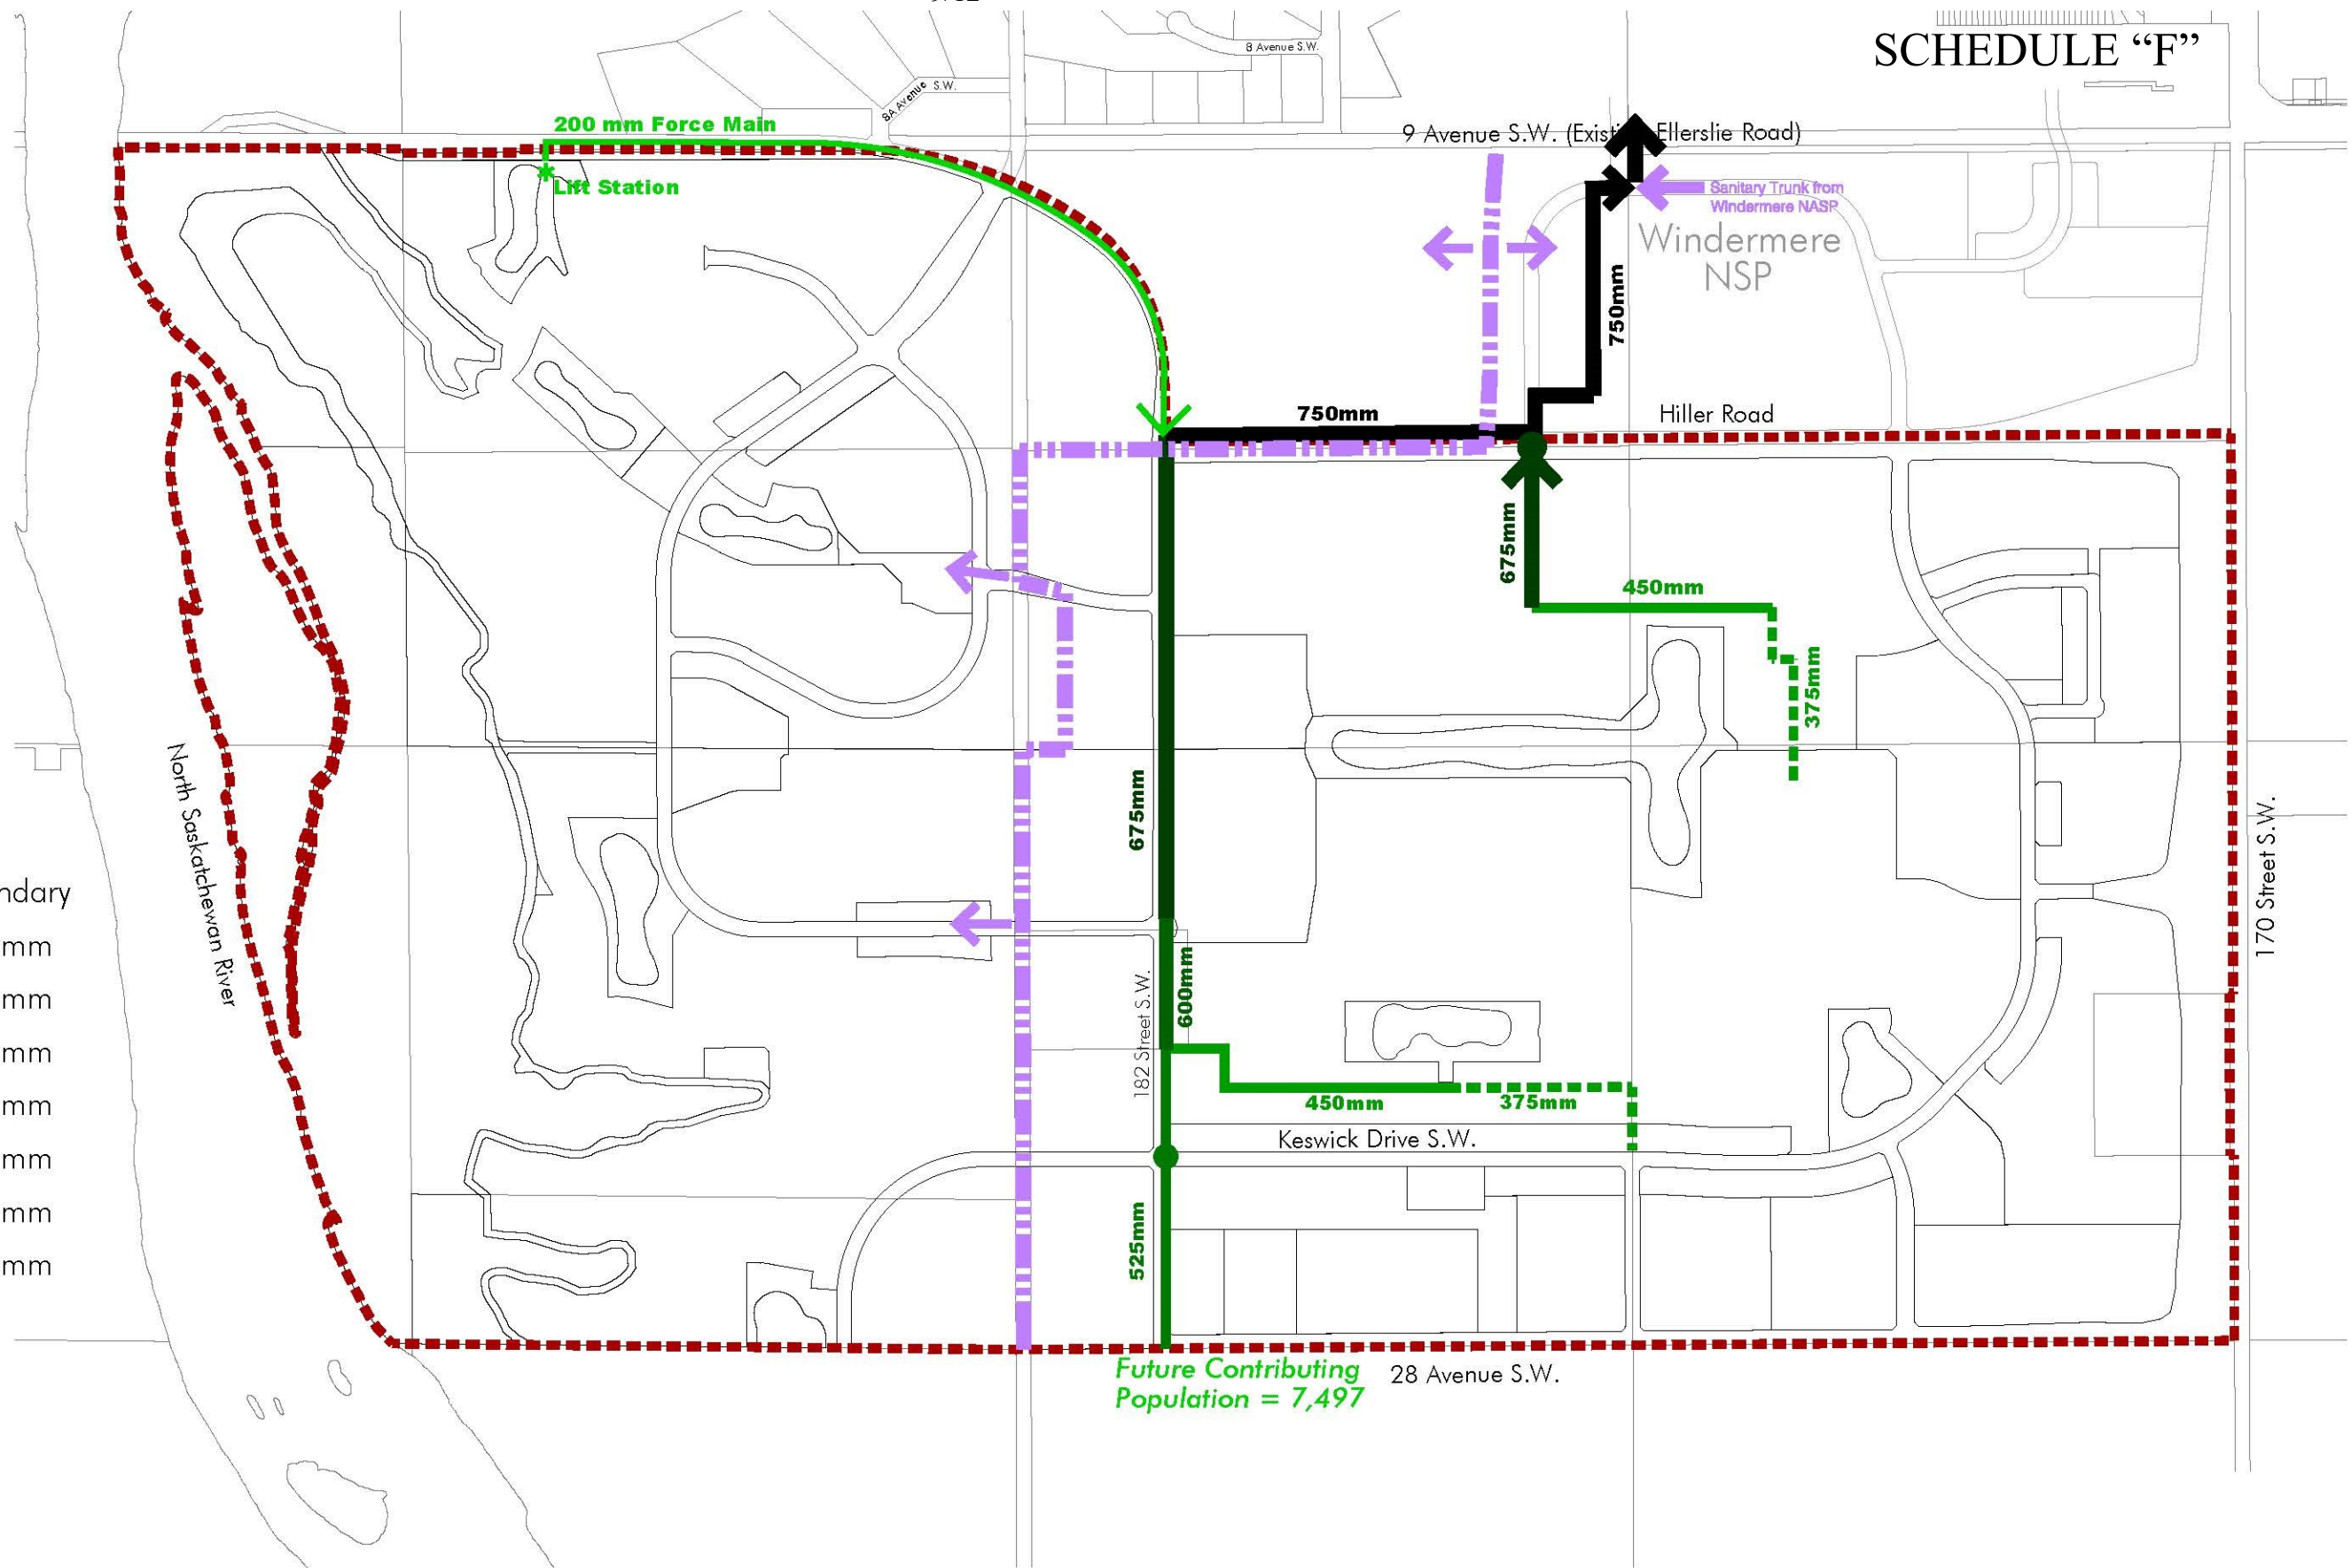 SCHEDULE “F”
8 Avenue S.W.
8A Avenue S.W.
200 mm Force Main
9 Avenue S.W. (Existi Ellerslie Road)
Lift Station
Sanitary Trunk from
Windermere NASP
Windermere
NSP
750mm
750mm
Hiller Road
675mm
450mm
375mm
North Saskatchewan River
675mm
170 Street S.W.
ndary
mm
mm
mm
mm
mm
mm
mm
600mm
182 Street S.W.
450mm
375mm
Keswick Drive S.W.
525mm
Future Contributing
Population = 7,497
28 Avenue S.W.